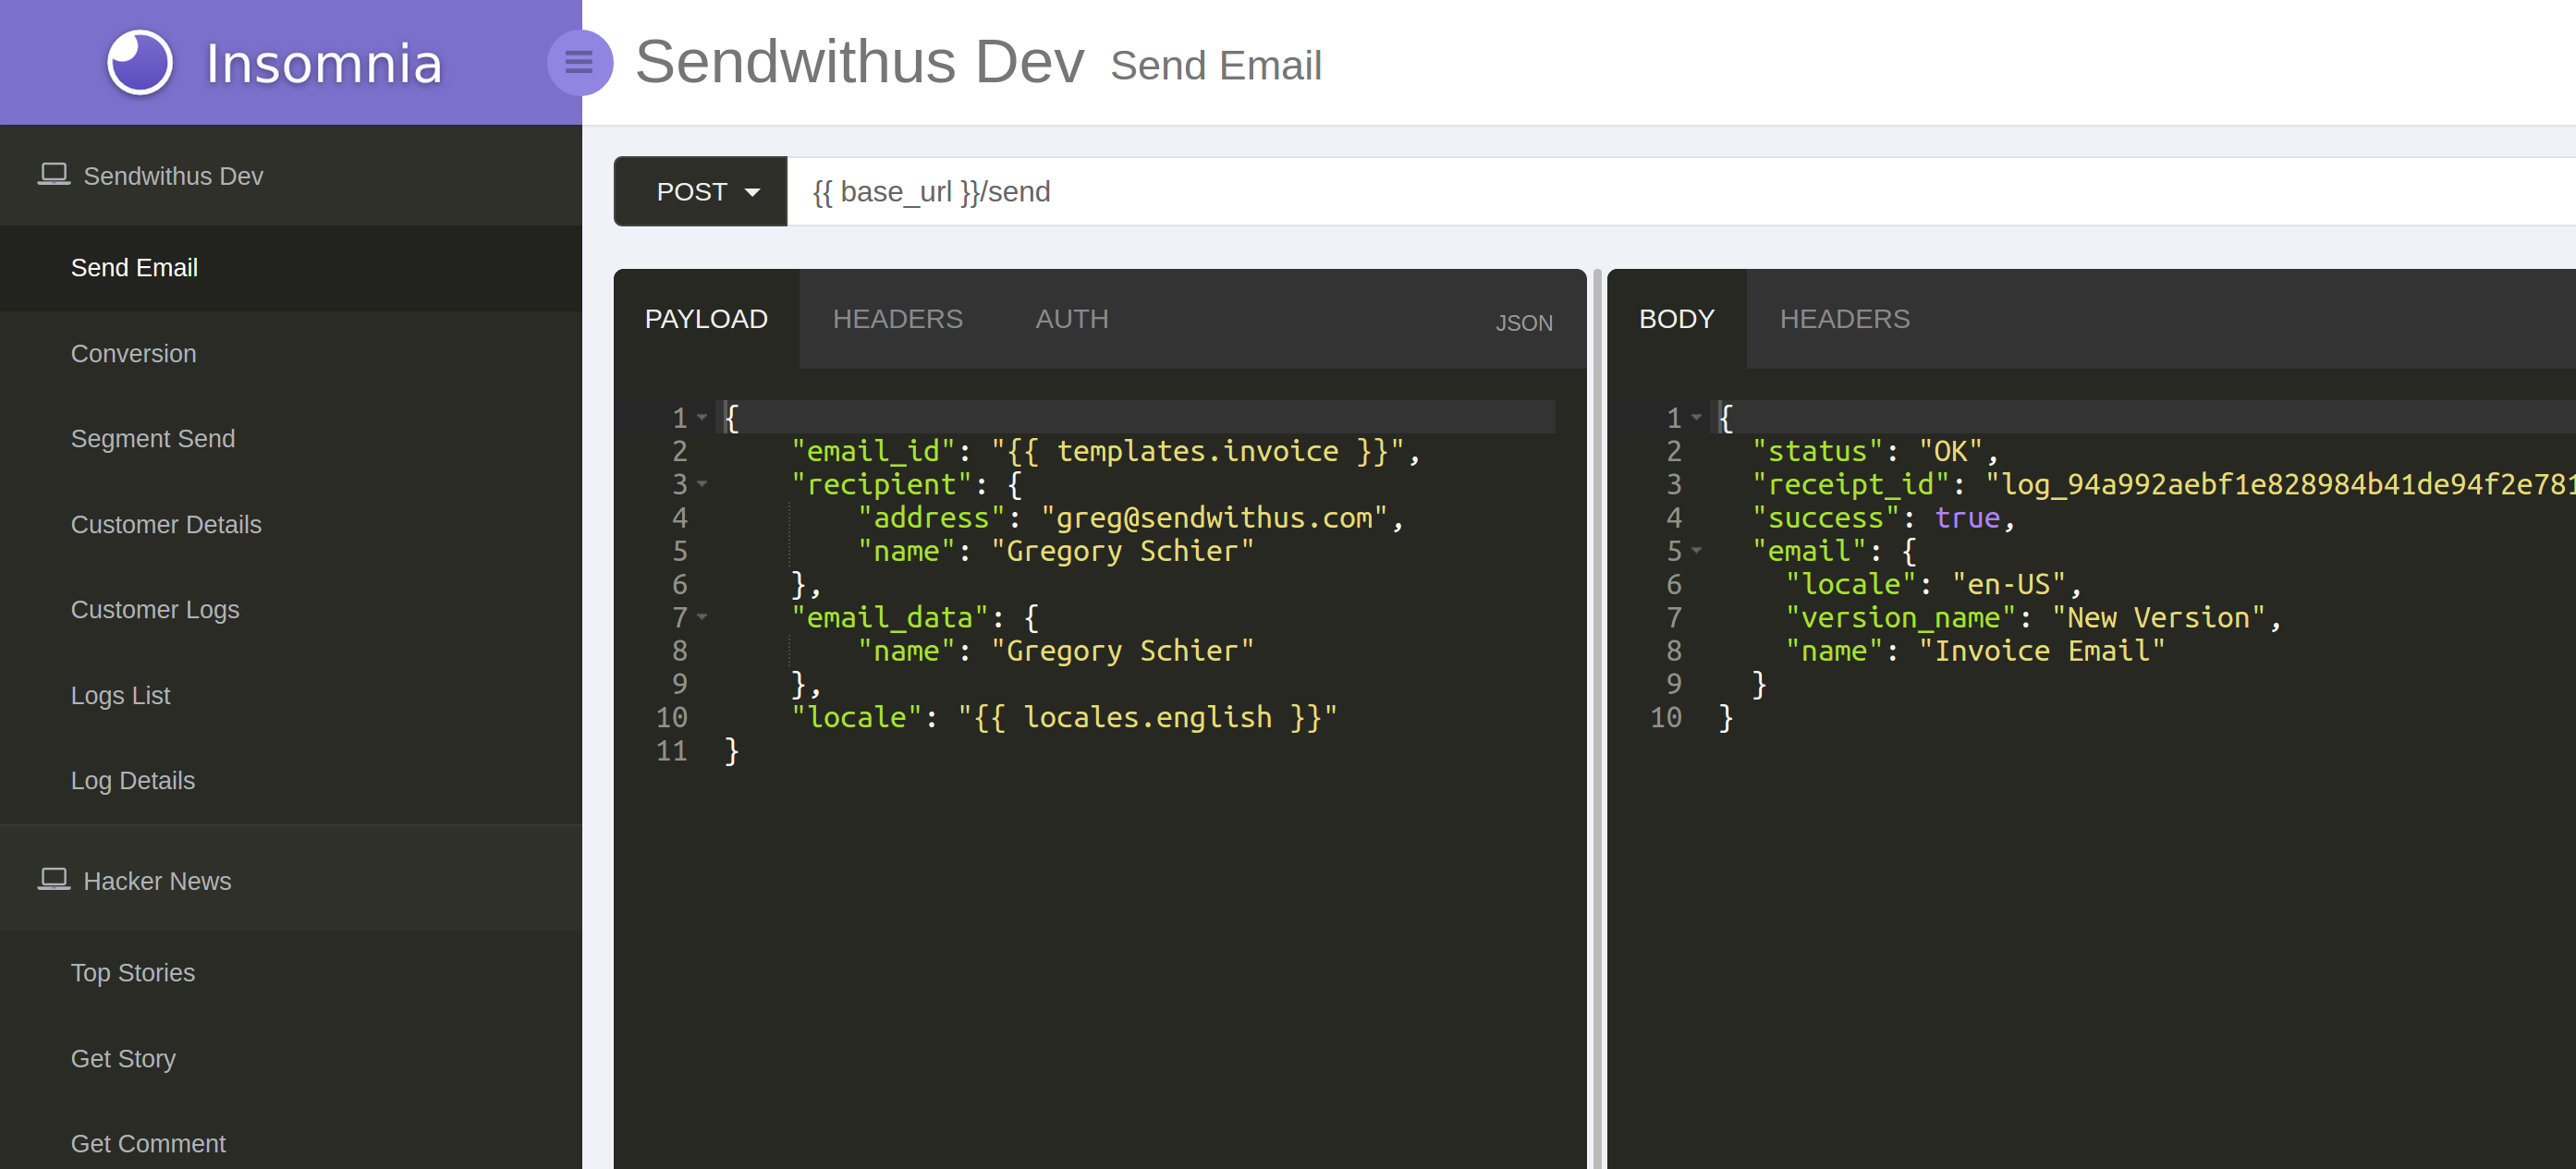 Insomnia
Sendwithus Dev Send Email
Sendwithus Dev
Send Email
Conversion
Segment Send
Customer Details
Customer Logs
Logs List
Log Details
Hacker News
Top Stories
Get Story
Get Comment
POST {{ base_url }}/send
PAYLOAD HEADERS AUTH JSON
1 {
2 "email_id": "{{ templates.invoice }}",
3 "recipient": {
4 "address": "greg@sendwithus.com",
5 "name": "Gregory Schier"
6 },
7 "email_data": {
8 "name": "Gregory Schier"
9 },
10 "locale": "{{ locales.english }}"
11 }
BODY HEADERS
1 {
2 "status": "OK",
3 "receipt_id": "log_94a992aebf1e828984b41de94f2e781
4 "success": true,
5 "email": {
6 "locale": "en-US",
7 "version_name": "New Version",
8 "name": "Invoice Email"
9 }
10 }